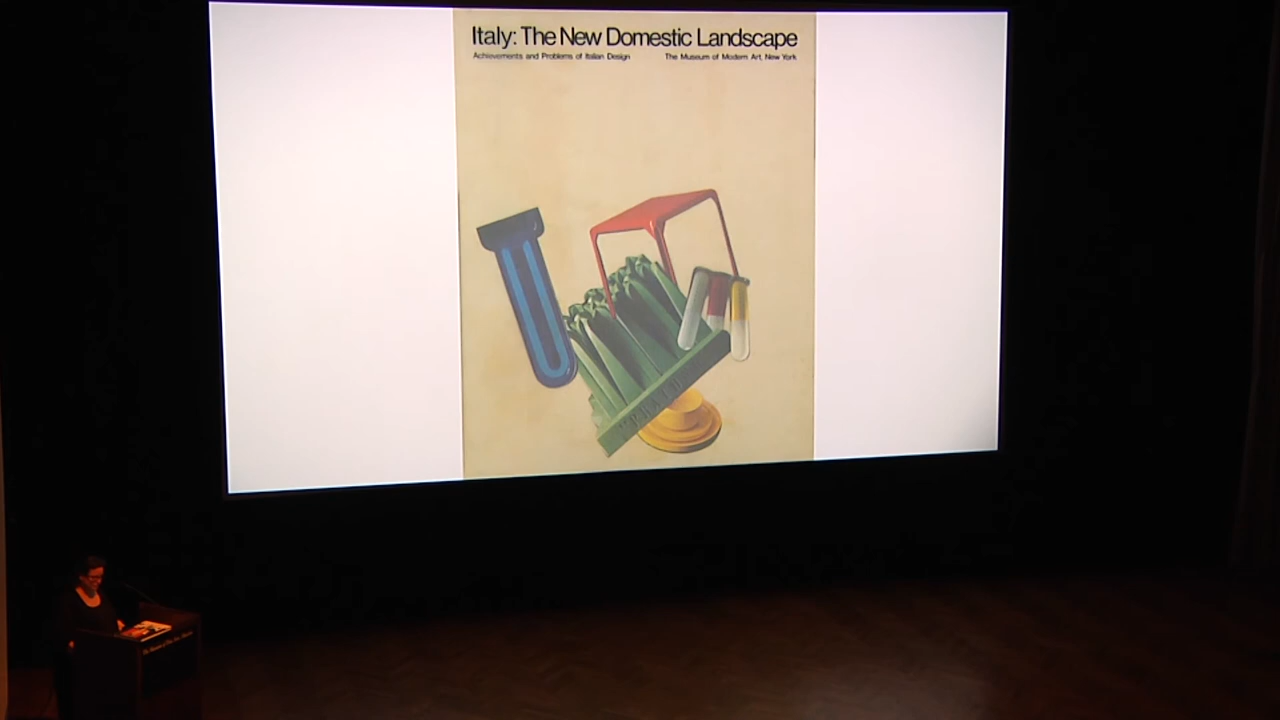 Italy: The New Domestic Landscape
Achievements and Problems of Italian Design
The Museum of Modern Art, New York